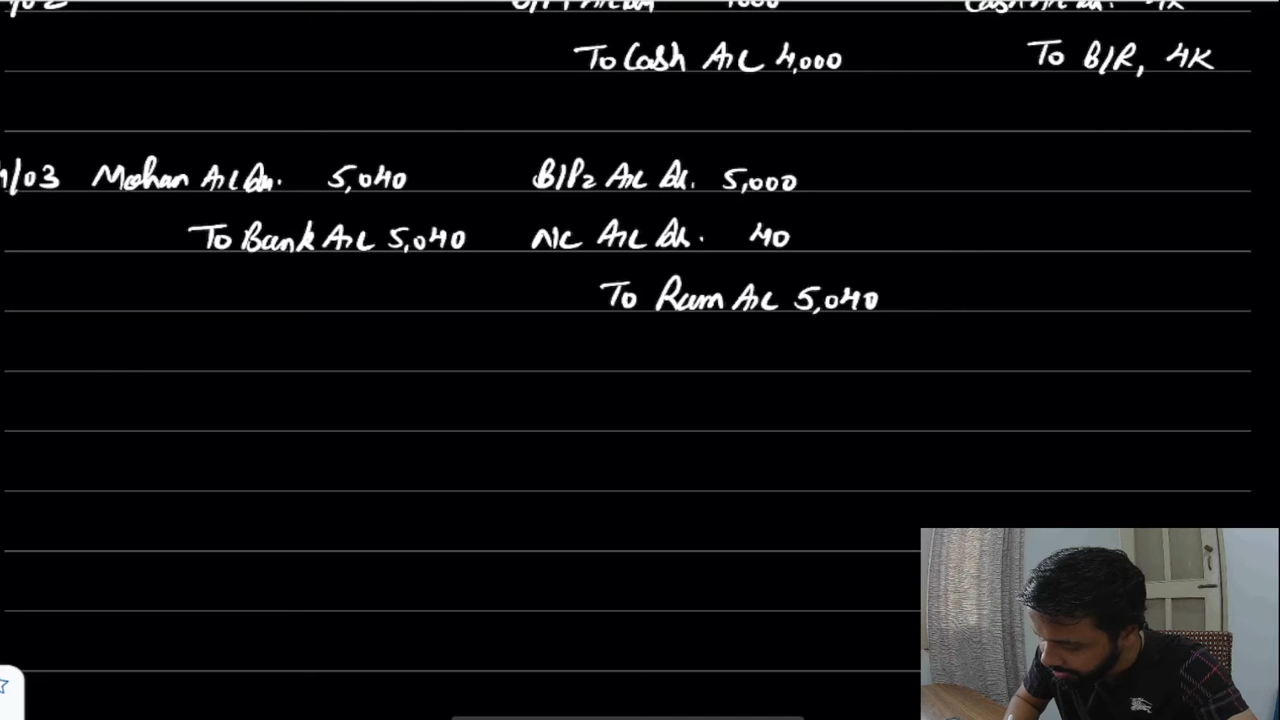 To Cash A/c 4,000 To B/R, 4K
/03 Mohan A/c Dr. 5,040 B/P2 A/c Dr. 5,000
To Bank A/c 5,040 NC A/c Dr. 40
To Ram A/c 5,040